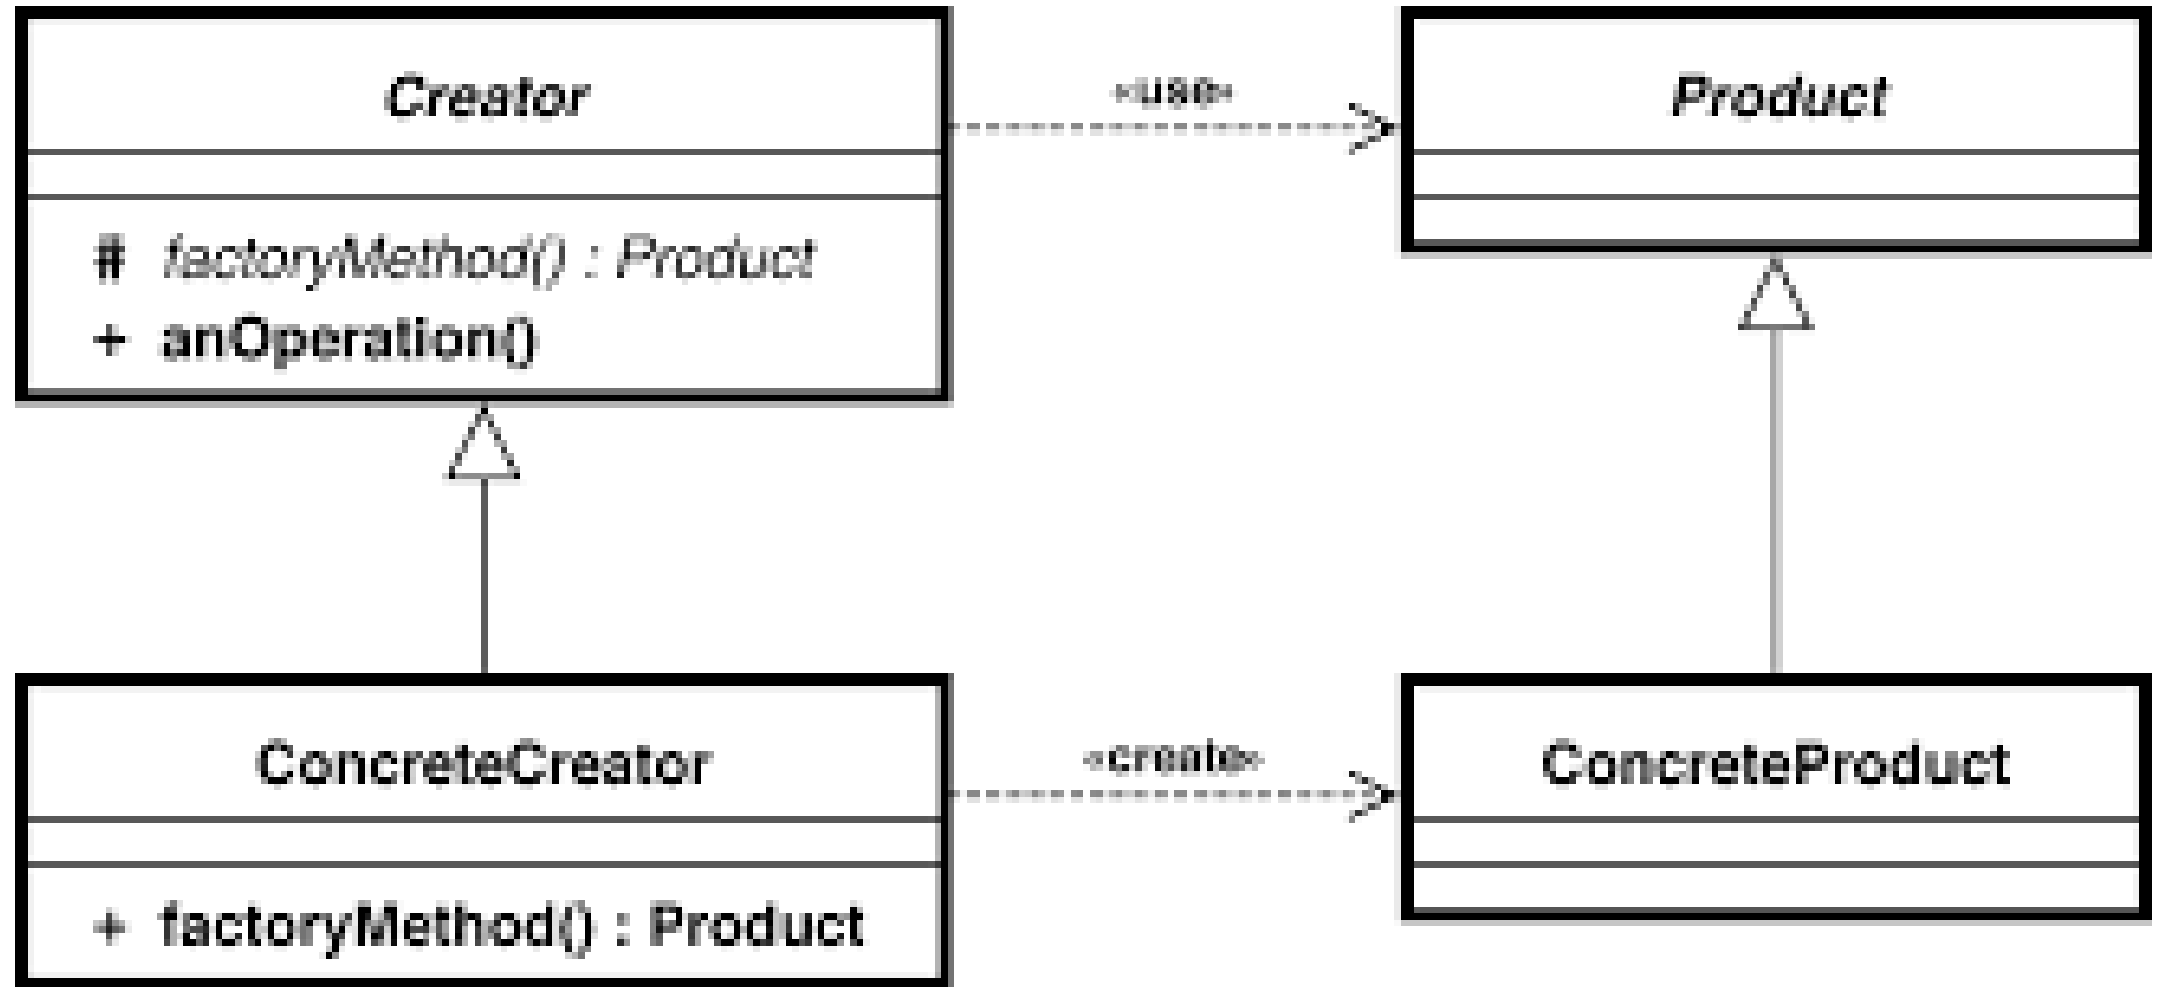 Creator
«use»
Product
# factoryMethod() : Product
+ anOperation()
ConcreteCreator
«create»
ConcreteProduct
+ factoryMethod() : Product